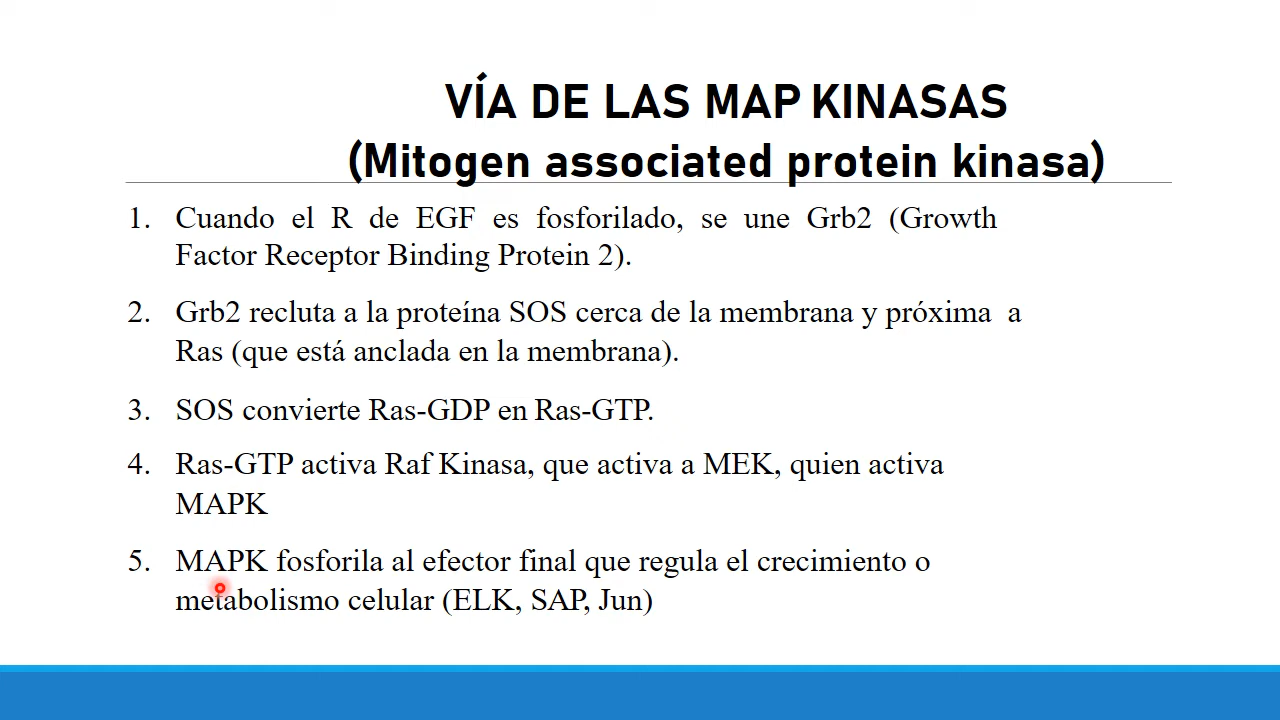 VÍA DE LAS MAP KINASAS
(Mitogen associated protein kinasa)
1. Cuando el R de EGF es fosforilado, se une Grb2 (Growth
Factor Receptor Binding Protein 2).
2. Grb2 recluta a la proteína SOS cerca de la membrana y próxima a
Ras (que está anclada en la membrana).
3. SOS convierte Ras-GDP en Ras-GTP.
4. Ras-GTP activa Raf Kinasa, que activa a MEK, quien activa
MAPK
5. MAPK fosforila al efector final que regula el crecimiento o
metabolismo celular (ELK, SAP, Jun)